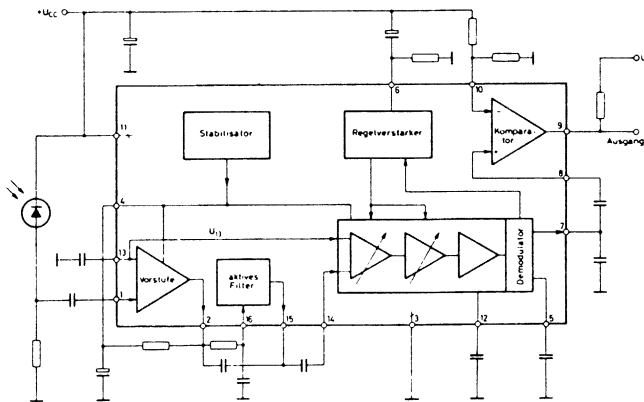 +U_CC
U
6
10
11
+
Stabilisator
Regelverstärker
-
Kompara-
tor
+
9
Ausgang
8
4
13
U13
7
Vorstufe
aktives
Filter
Demodulator
1
2
16
15
14
3
12
5